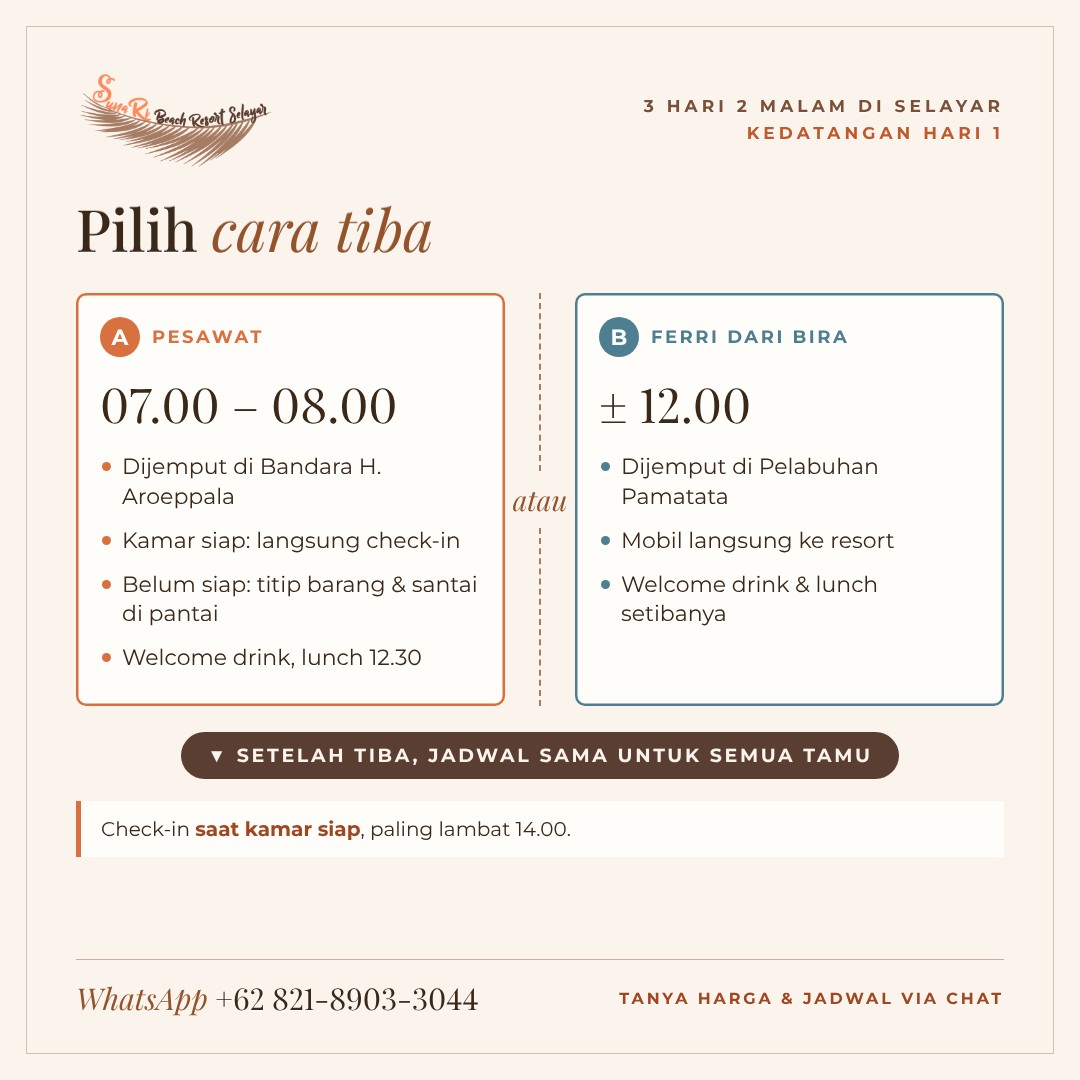 SunaRi Beach Resort Selayar
3 HARI 2 MALAM DI SELAYAR
KEDATANGAN HARI 1
Pilih cara tiba
A PESAWAT
07.00 – 08.00
Dijemput di Bandara H.
Aroeppala
Kamar siap: langsung check-in
Belum siap: titip barang & santai
di pantai
Welcome drink, lunch 12.30
atau
B FERRI DARI BIRA
± 12.00
Dijemput di Pelabuhan
Pamatata
Mobil langsung ke resort
Welcome drink & lunch
setibanya
▼ SETELAH TIBA, JADWAL SAMA UNTUK SEMUA TAMU
Check-in saat kamar siap, paling lambat 14.00.
WhatsApp +62 821-8903-3044
TANYA HARGA & JADWAL VIA CHAT